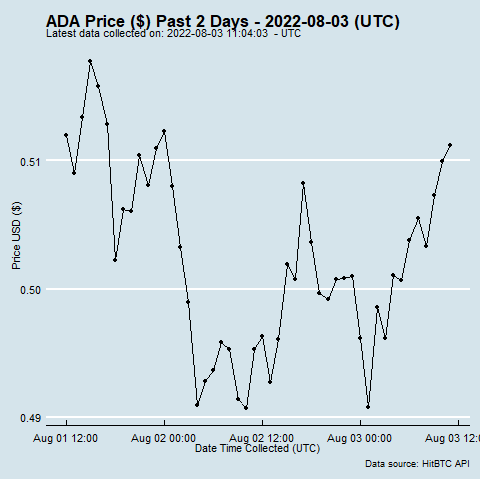 ADA Price ($) Past 2 Days - 2022-08-03 (UTC)
Latest data collected on: 2022-08-03 11:04:03 - UTC
0.51
0.50
0.49
Price USD ($)
Aug 01 12:00 Aug 02 00:00 Aug 02 12:00 Aug 03 00:00 Aug 03 12:0
Date Time Collected (UTC)
Data source: HitBTC API